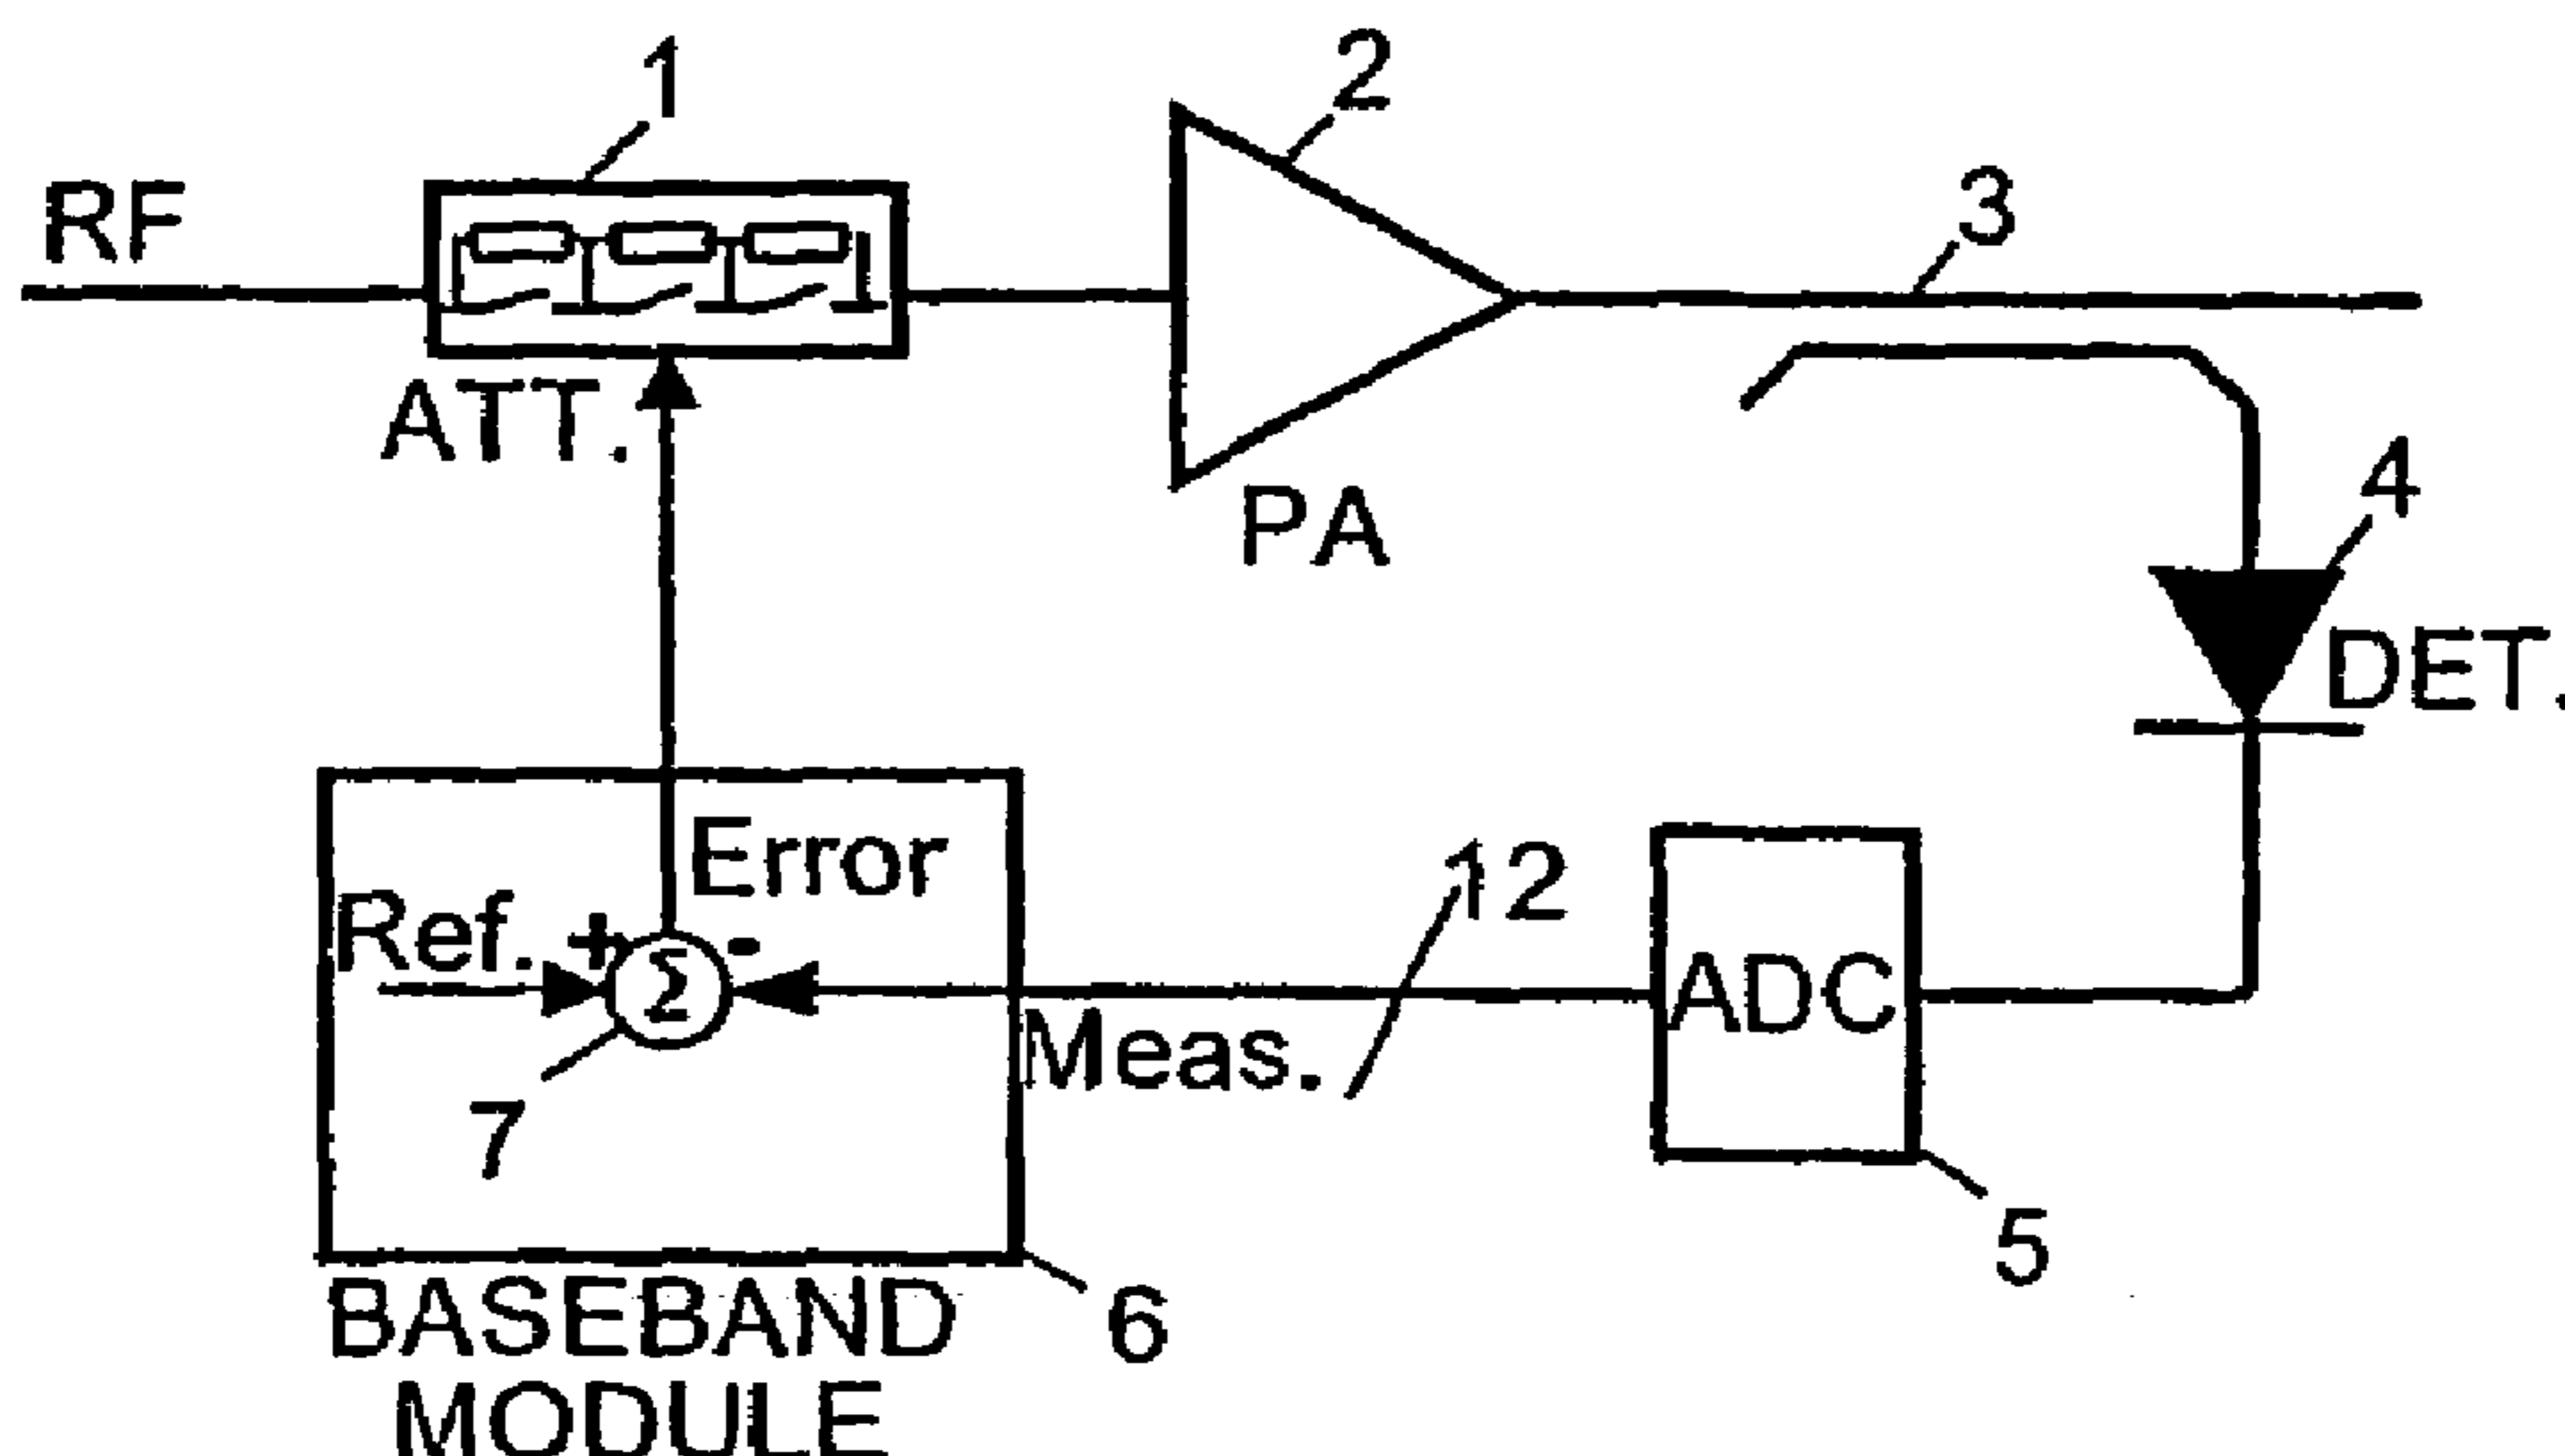 1
2
RF
3
ATT.
4
PA
DET.
Error
12
Ref. + -
Σ
ADC
Meas.
7
5
6
BASEBAND
MODULE